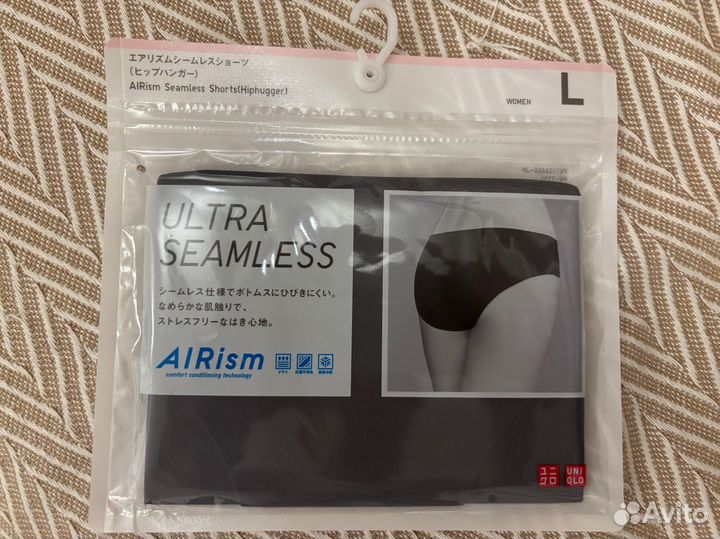 エアリズムシームレスショーツ
(ヒップハンガー)
AIRism Seamless Shorts(Hiphugger)
WOMEN
L
ULTRA
SEAMLESS
シームレス仕様でボトムスにひびきにくい。
なめらかな肌触りで、
ストレスフリーなはき心地。
AIRism
comfort conditioning technology
ドライ
ユニクロ
UNIQLO
Avito